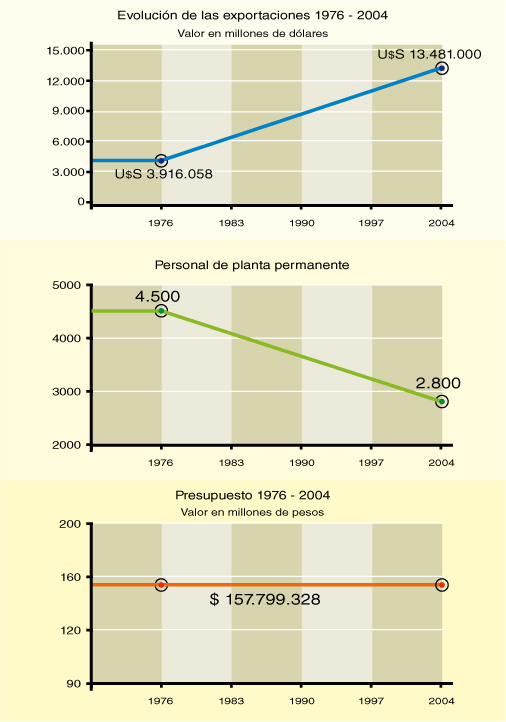 Evolución de las exportaciones 1976 - 2004
Valor en millones de dólares
15.000
U$S 13.481.000
12.000
9.000
6.000
3.000
U$S 3.916.058
0
1976 1983 1990 1997 2004
Personal de planta permanente
5000
4.500
4000
3000
2.800
2000
1976 1983 1990 1997 2004
Presupuesto 1976 - 2004
Valor en millones de pesos
200
160
$ 157.799.328
120
90
1976 1983 1990 1997 2004